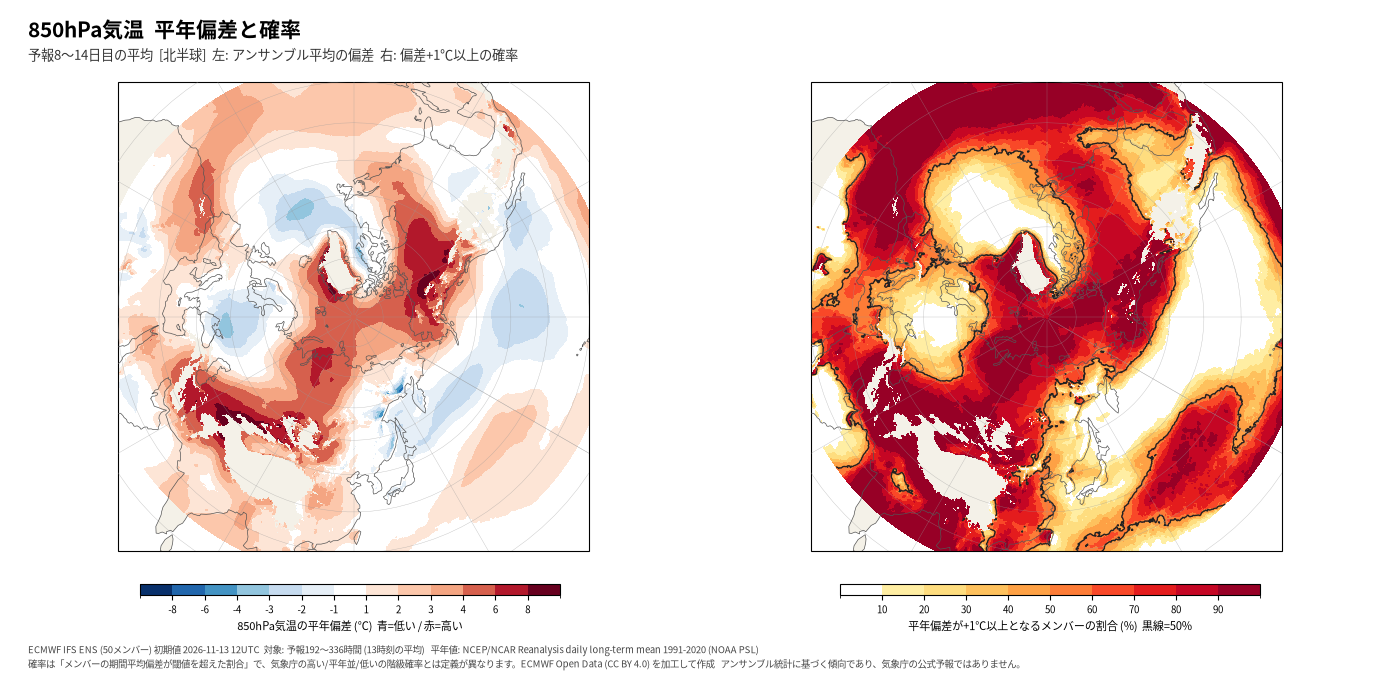 850hPa気温 平年偏差と確率
予報8～14日目の平均 [北半球] 左: アンサンブル平均の偏差 右: 偏差+1℃以上の確率
-8 -6 -4 -3 -2 -1 1 2 3 4 6 8
850hPa気温の平年偏差 (℃) 青=低い / 赤=高い
10 20 30 40 50 60 70 80 90
平年偏差が+1℃以上となるメンバーの割合 (%) 黒線=50%
ECMWF IFS ENS (50メンバー) 初期値 2026-11-13 12UTC 対象: 予報192～336時間 (13時刻の平均) 平年値: NCEP/NCAR Reanalysis daily long-term mean 1991-2020 (NOAA PSL)
確率は「メンバーの期間平均偏差が閾値を超えた割合」で、気象庁の高い/平年並/低いの階級確率とは定義が異なります。ECMWF Open Data (CC BY 4.0) を加工して作成 アンサンブル統計に基づく傾向であり、気象庁の公式予報ではありません。